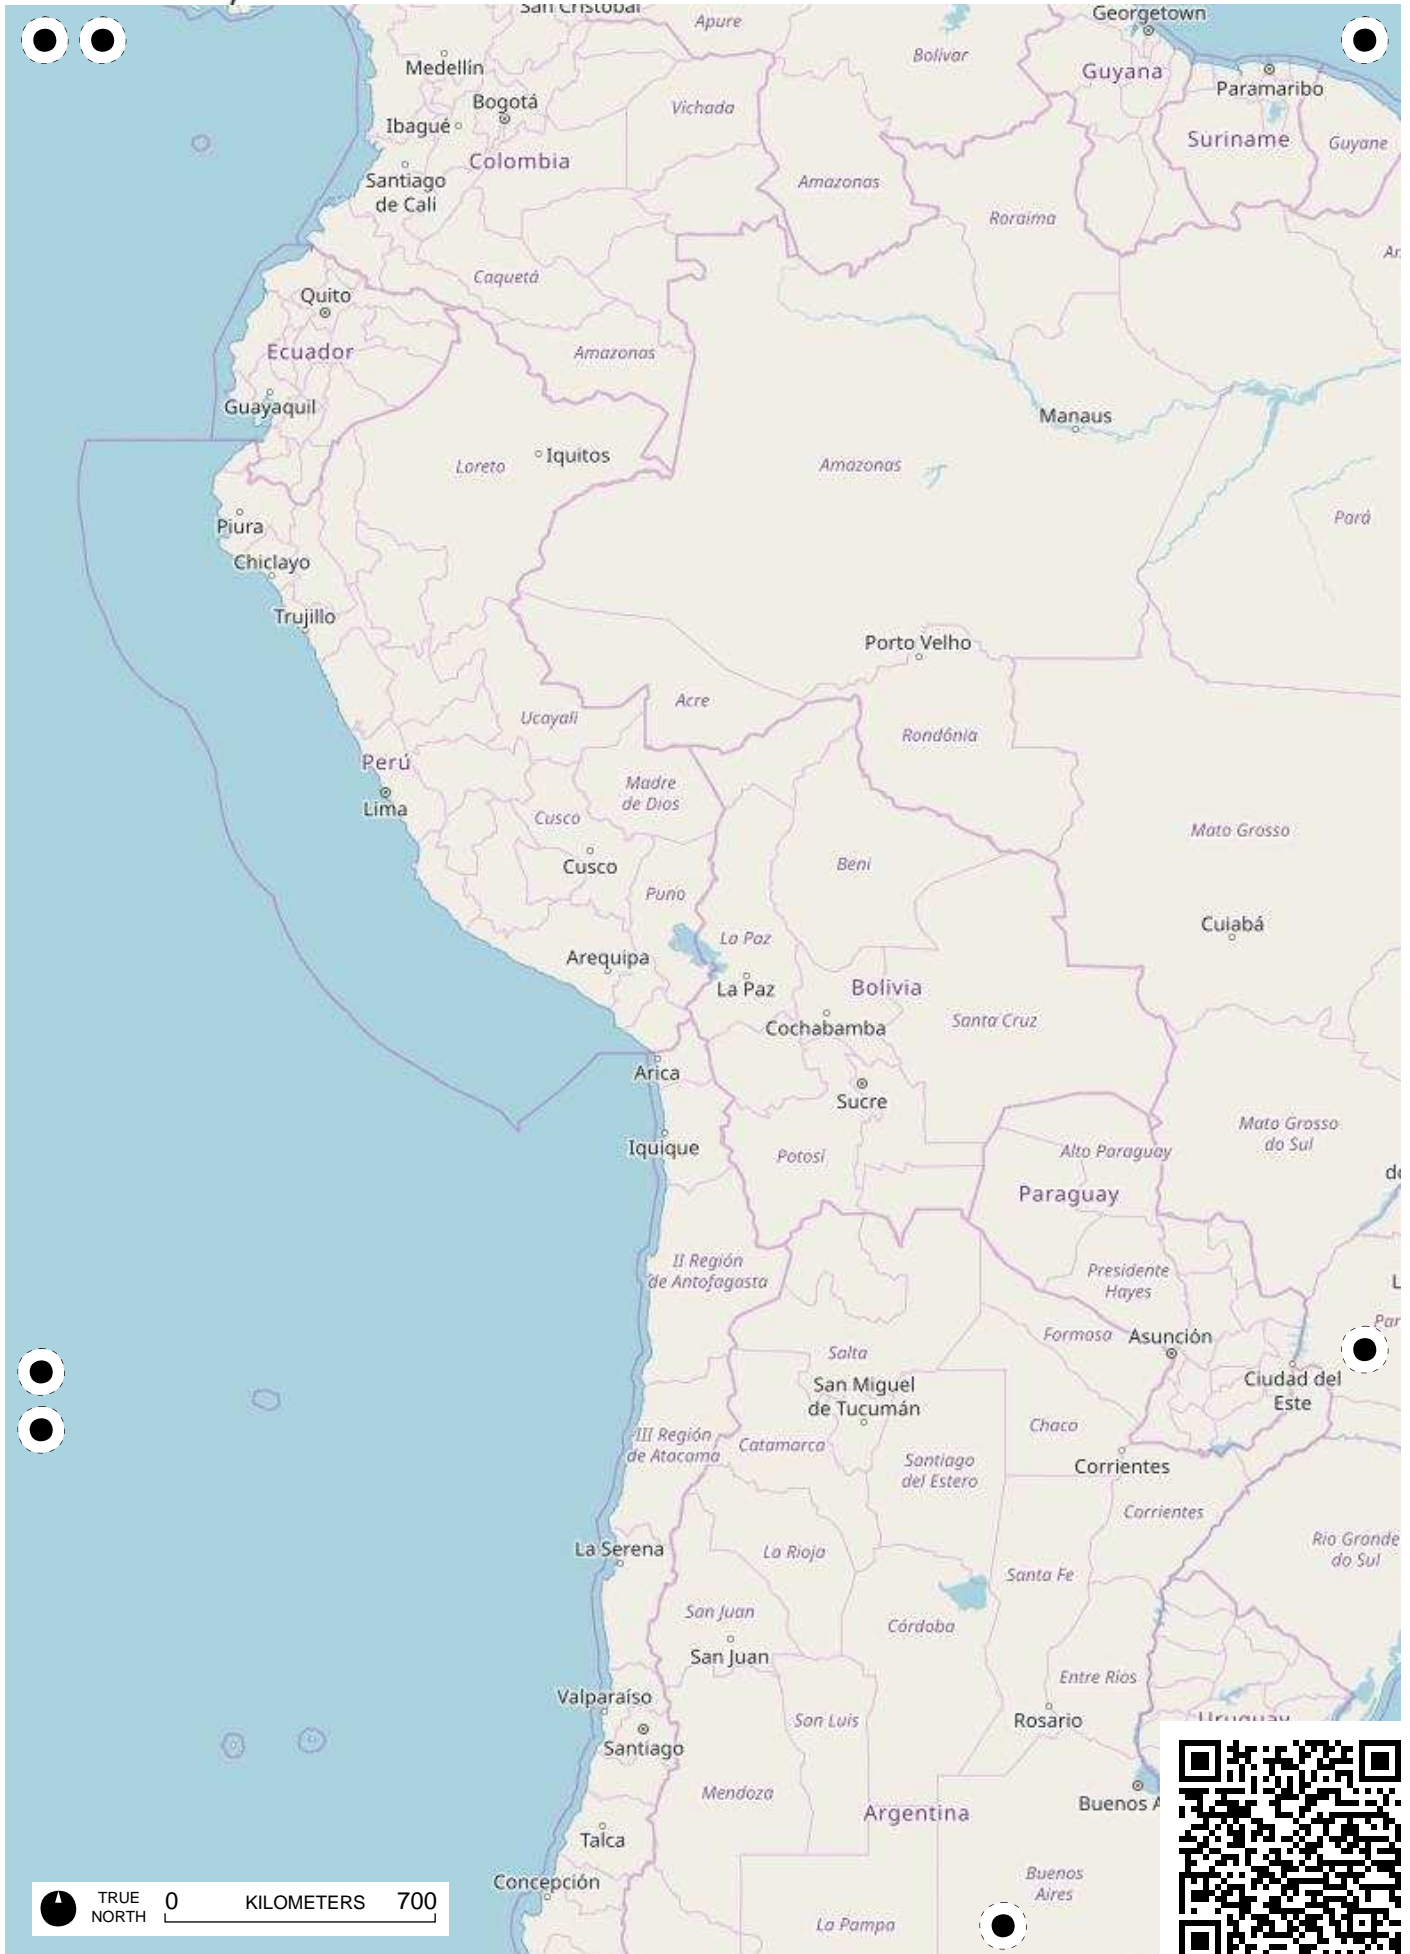 San Cristóbal
Apure
Georgetown
Medellín
Bolívar
Guyana
Paramaribo
Bogotá
Vichada
Ibagué
Suriname
Guyane
Colombia
Santiago
de Cali
Amazonas
Roraima
Caquetá
Quito
Ecuador
Amazonas
Guayaquil
Manaus
Iquitos
Loreto
Amazonas
Pará
Piura
Chiclayo
Trujillo
Porto Velho
Acre
Ucayali
Rondônia
Perú
Madre
de Dios
Lima
Cusco
Mato Grosso
Cusco
Beni
Puno
Cuiabá
La Paz
Arequipa
La Paz
Bolivia
Cochabamba
Santa Cruz
Arica
Sucre
Iquique
Potosí
Alto Paraguay
Mato Grosso
do Sul
Paraguay
II Región
de Antofagasta
Presidente
Hayes
Formosa
Asunción
Salta
San Miguel
de Tucumán
Ciudad del
Este
Chaco
III Región
de Atacama
Catamarca
Santiago
del Estero
Corrientes
Corrientes
La Serena
La Rioja
Rio Grande
do Sul
Santa Fe
San Juan
Córdoba
San Juan
Entre Ríos
Valparaíso
San Luis
Rosario
Uruguay
Santiago
Mendoza
Argentina
Buenos A
Talca
Concepción
Buenos
Aires
La Pampa
TRUE
NORTH
0 KILOMETERS 700